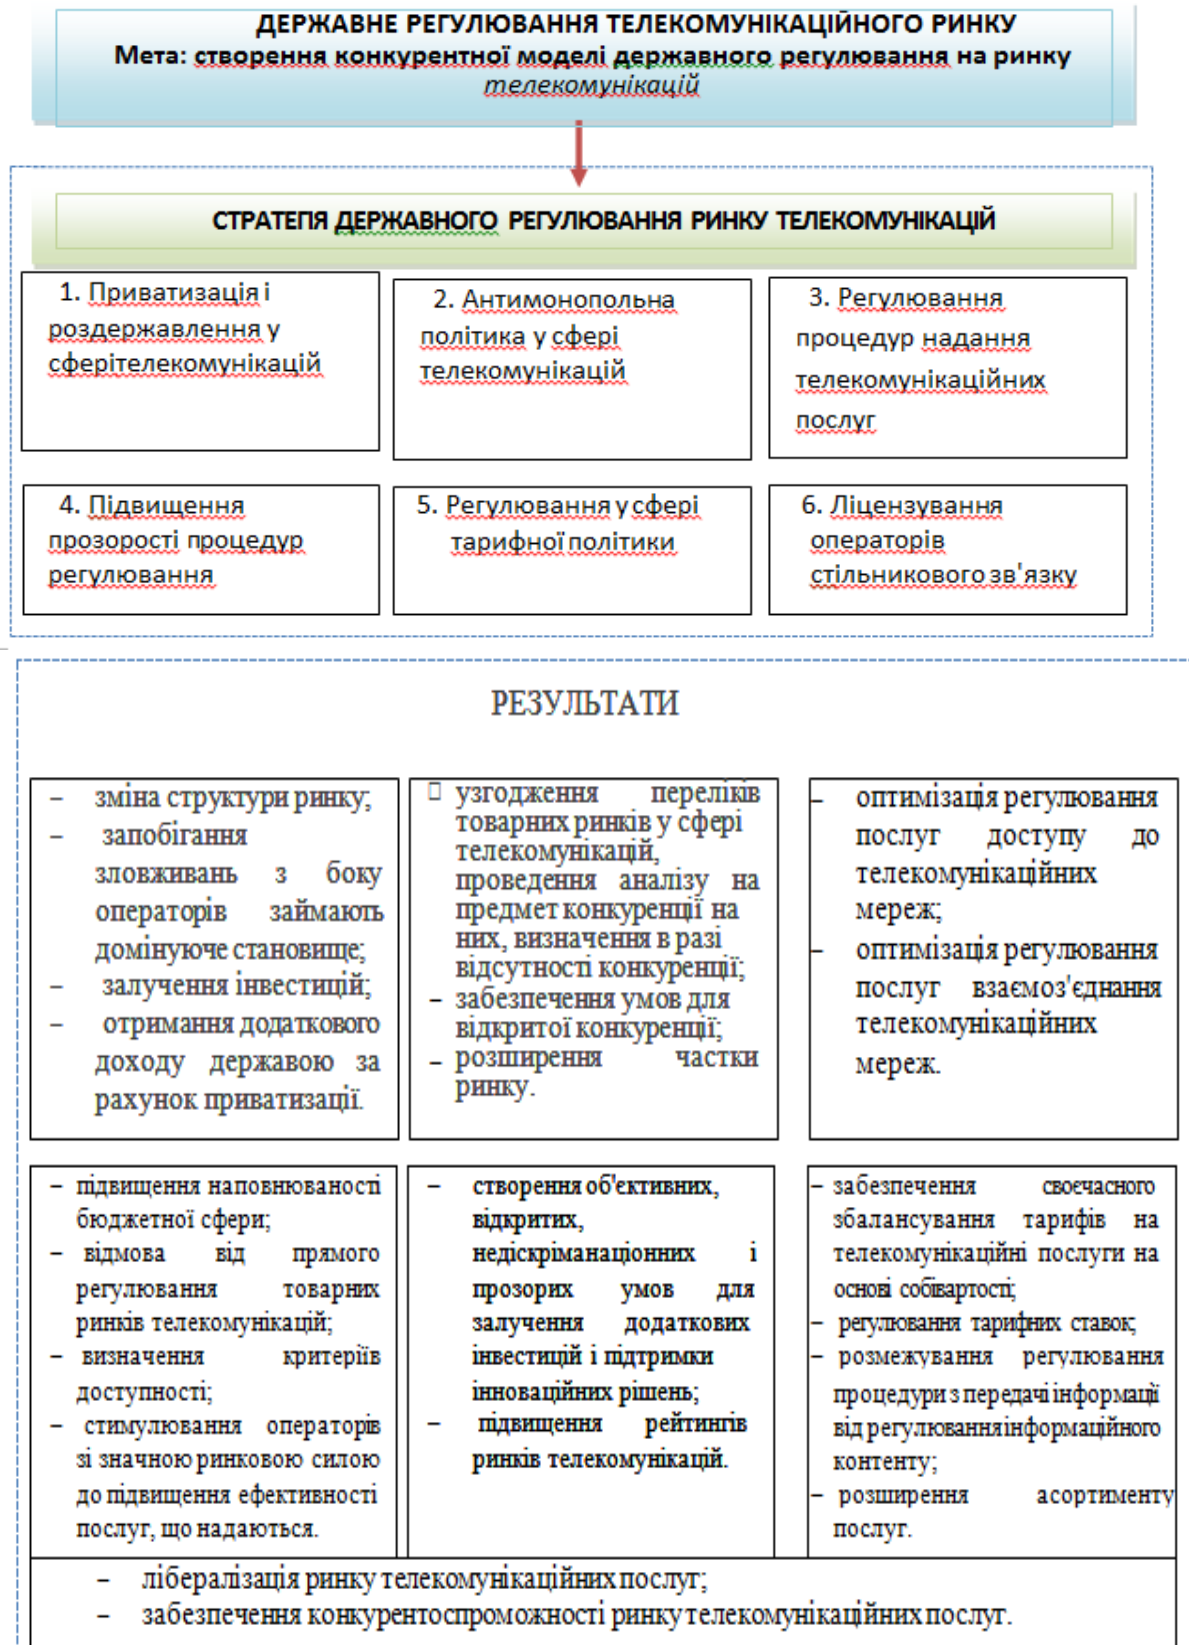 ДЕРЖАВНЕ РЕГУЛЮВАННЯ ТЕЛЕКОМУНІКАЦІЙНОГО РИНКУ
Мета: створення конкурентної моделі державного регулювання на ринку
телекомунікацій
СТРАТЕГІЯ ДЕРЖАВНОГО РЕГУЛЮВАННЯ РИНКУ ТЕЛЕКОМУНІКАЦІЙ
1. Приватизація і
роздержавлення у
сферітелекомунікацій
2. Антимонопольна
політика у сфері
телекомунікацій
3. Регулювання
процедур надання
телекомунікаційних
послуг
4. Підвищення
прозорості процедур
регулювання
5. Регулювання у сфері
тарифної політики
6. Ліцензування
операторів
стільникового зв'язку
РЕЗУЛЬТАТИ
– зміна структури ринку;
– запобігання
зловживань з боку
операторів займають
домінуюче становище;
– залучення інвестицій;
– отримання додаткового
доходу державою за
рахунок приватизації.
узгодження переліків
товарних ринків у сфері
телекомунікацій,
проведення аналізу на
предмет конкуренції на
них, визначення в разі
відсутності конкуренції;
– забезпечення умов для
відкритої конкуренції;
– розширення частки
ринку.
– оптимізація регулювання
послуг доступу до
телекомунікаційних
мереж;
– оптимізація регулювання
послуг взаємоз'єднання
телекомунікаційних
мереж.
– підвищення наповнюваності
бюджетної сфери;
– відмова від прямого
регулювання товарних
ринків телекомунікацій;
– визначення критеріїв
доступності;
– стимулювання операторів
зі значною ринковою силою
до підвищення ефективності
послуг, що надаються.
– створення об'єктивних,
відкритих,
недіскріманаціонних і
прозорих умов для
залучення додаткових
інвестицій і підтримки
інноваційних рішень;
– підвищення рейтингів
ринків телекомунікацій.
– забезпечення своєчасного
збалансування тарифів на
телекомунікаційні послуги на
основі собівартості;
– регулювання тарифних ставок;
– розмежування регулювання
процедури з передачі інформації
від регулювання інформаційного
контенту;
– розширення асортименту
послуг.
– лібералізація ринку телекомунікаційних послуг;
– забезпечення конкурентоспроможності ринку телекомунікаційних послуг.